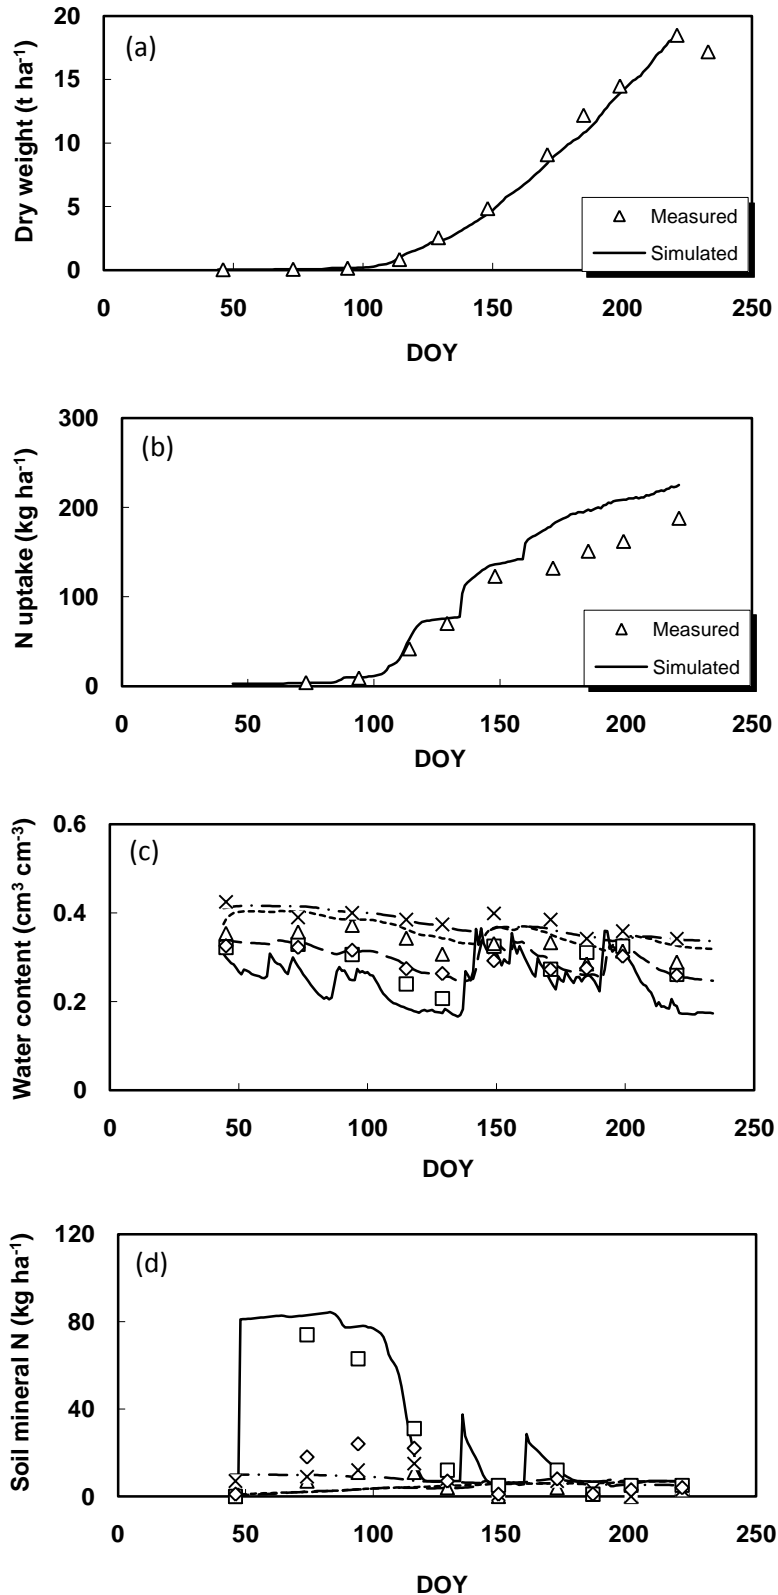 (a)
Dry weight (t ha⁻¹)
20
15
10
5
0
Measured
Simulated
0 50 100 150 200 250
DOY
(b)
N uptake (kg ha⁻¹)
300
200
100
0
Measured
Simulated
0 50 100 150 200 250
DOY
(c)
Water content (cm³ cm⁻³)
0.6
0.4
0.2
0
0 50 100 150 200 250
DOY
(d)
Soil mineral N (kg ha⁻¹)
120
80
40
0
0 50 100 150 200 250
DOY